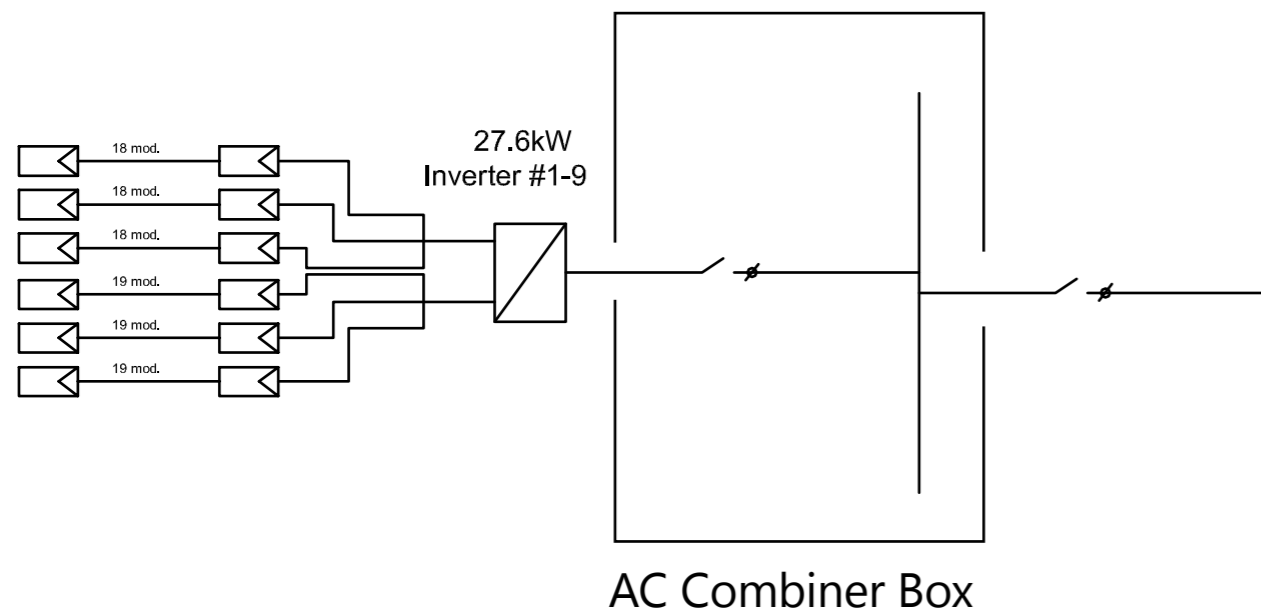 18 mod.
18 mod.
18 mod.
19 mod.
19 mod.
19 mod.
27.6kW
Inverter #1-9
AC Combiner Box